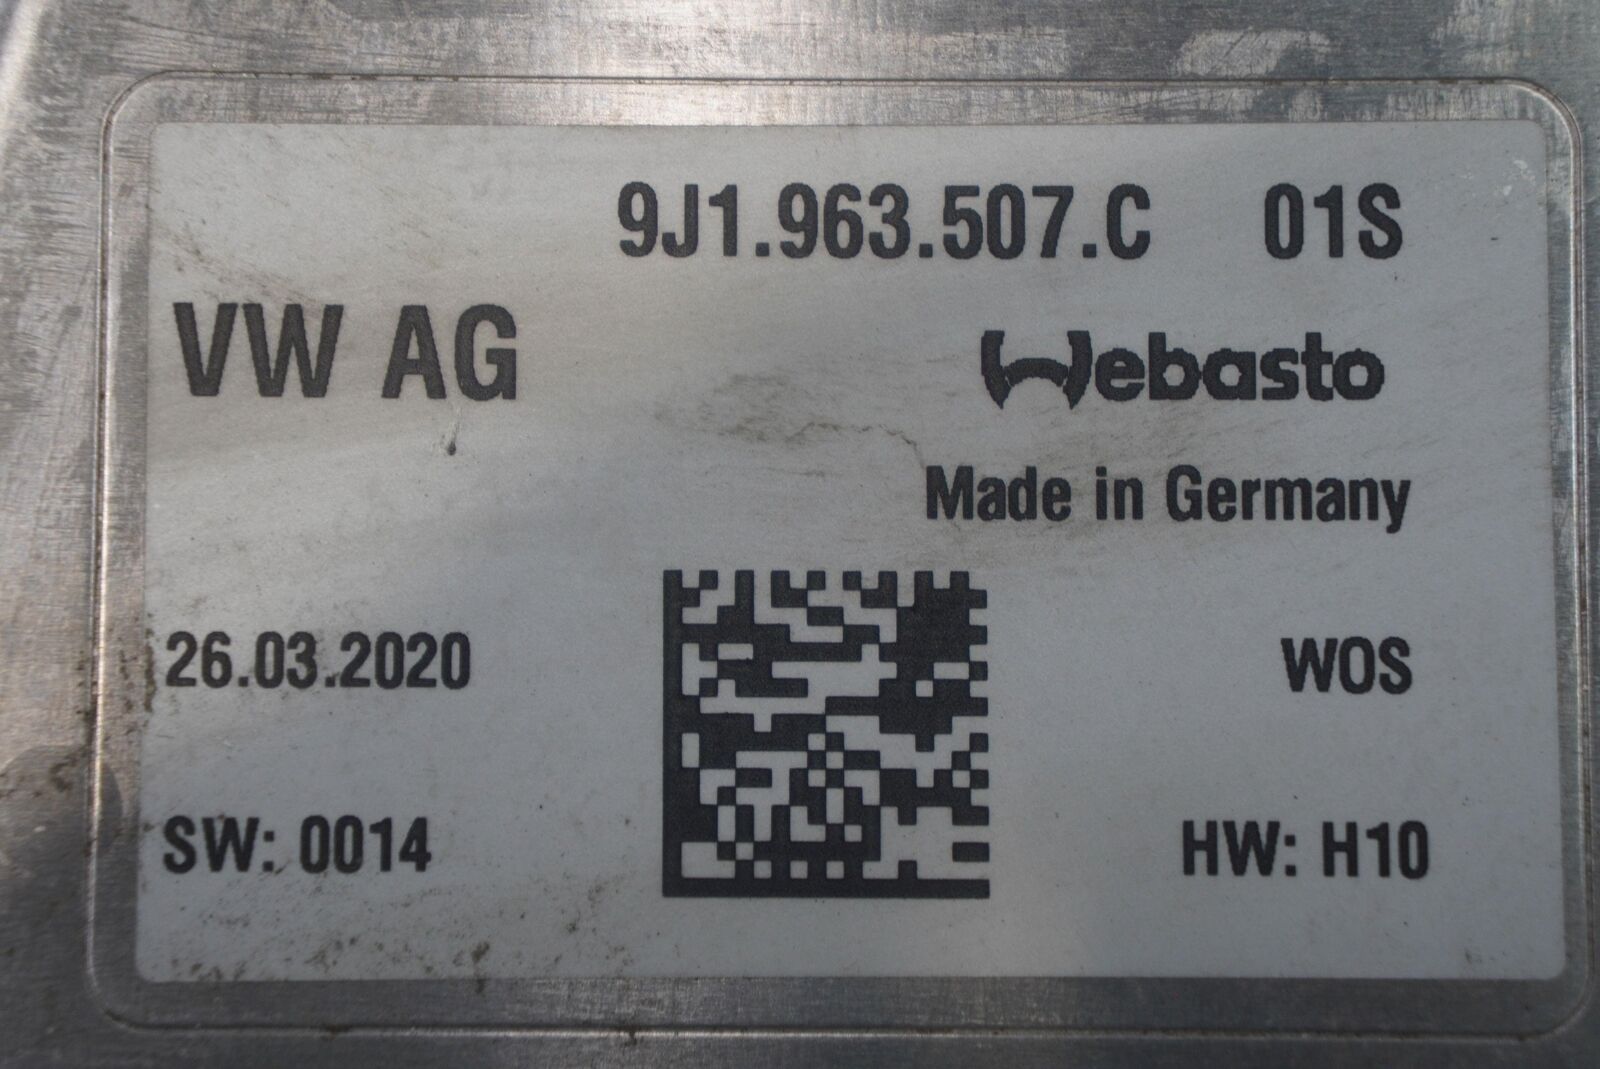 9J1.963.507.C 01S
VW AG
Webasto
Made in Germany
26.03.2020
WOS
SW: 0014
HW: H10